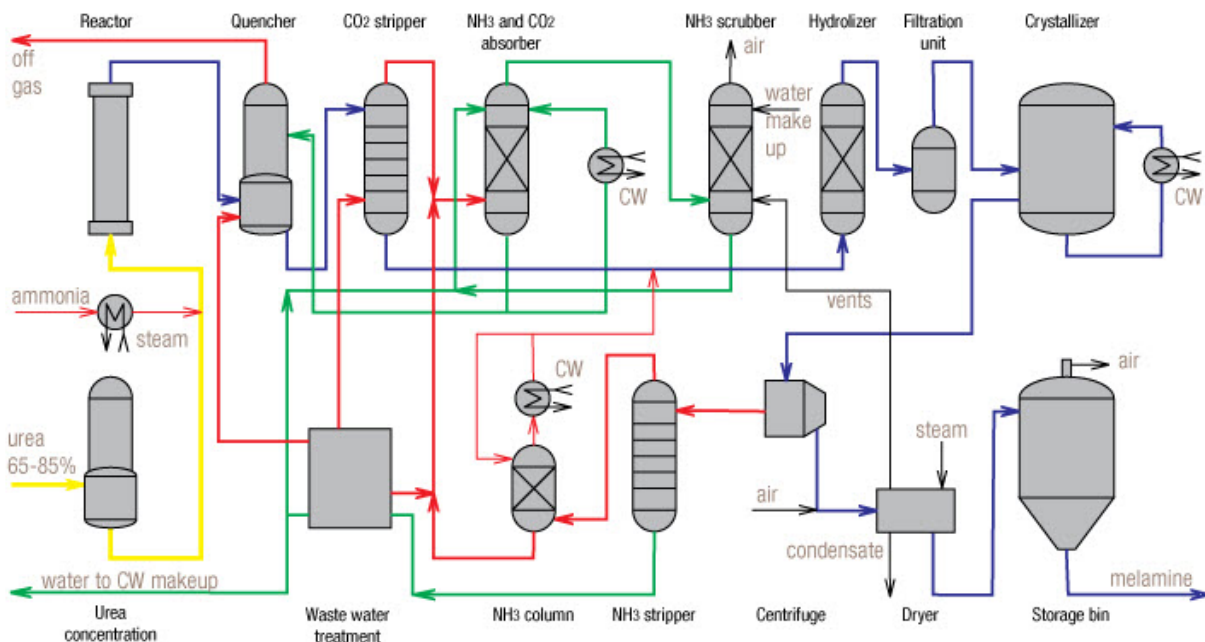 Reactor
Quencher
CO2 stripper
NH3 and CO2
absorber
NH3 scrubber
Hydrolizer
Filtration
unit
Crystallizer
off
gas
air
water
make
up
CW
CW
ammonia
steam
vents
urea
65-85%
CW
air
steam
air
condensate
water to CW makeup
melamine
Urea
concentration
Waste water
treatment
NH3 column
NH3 stripper
Centrifuge
Dryer
Storage bin